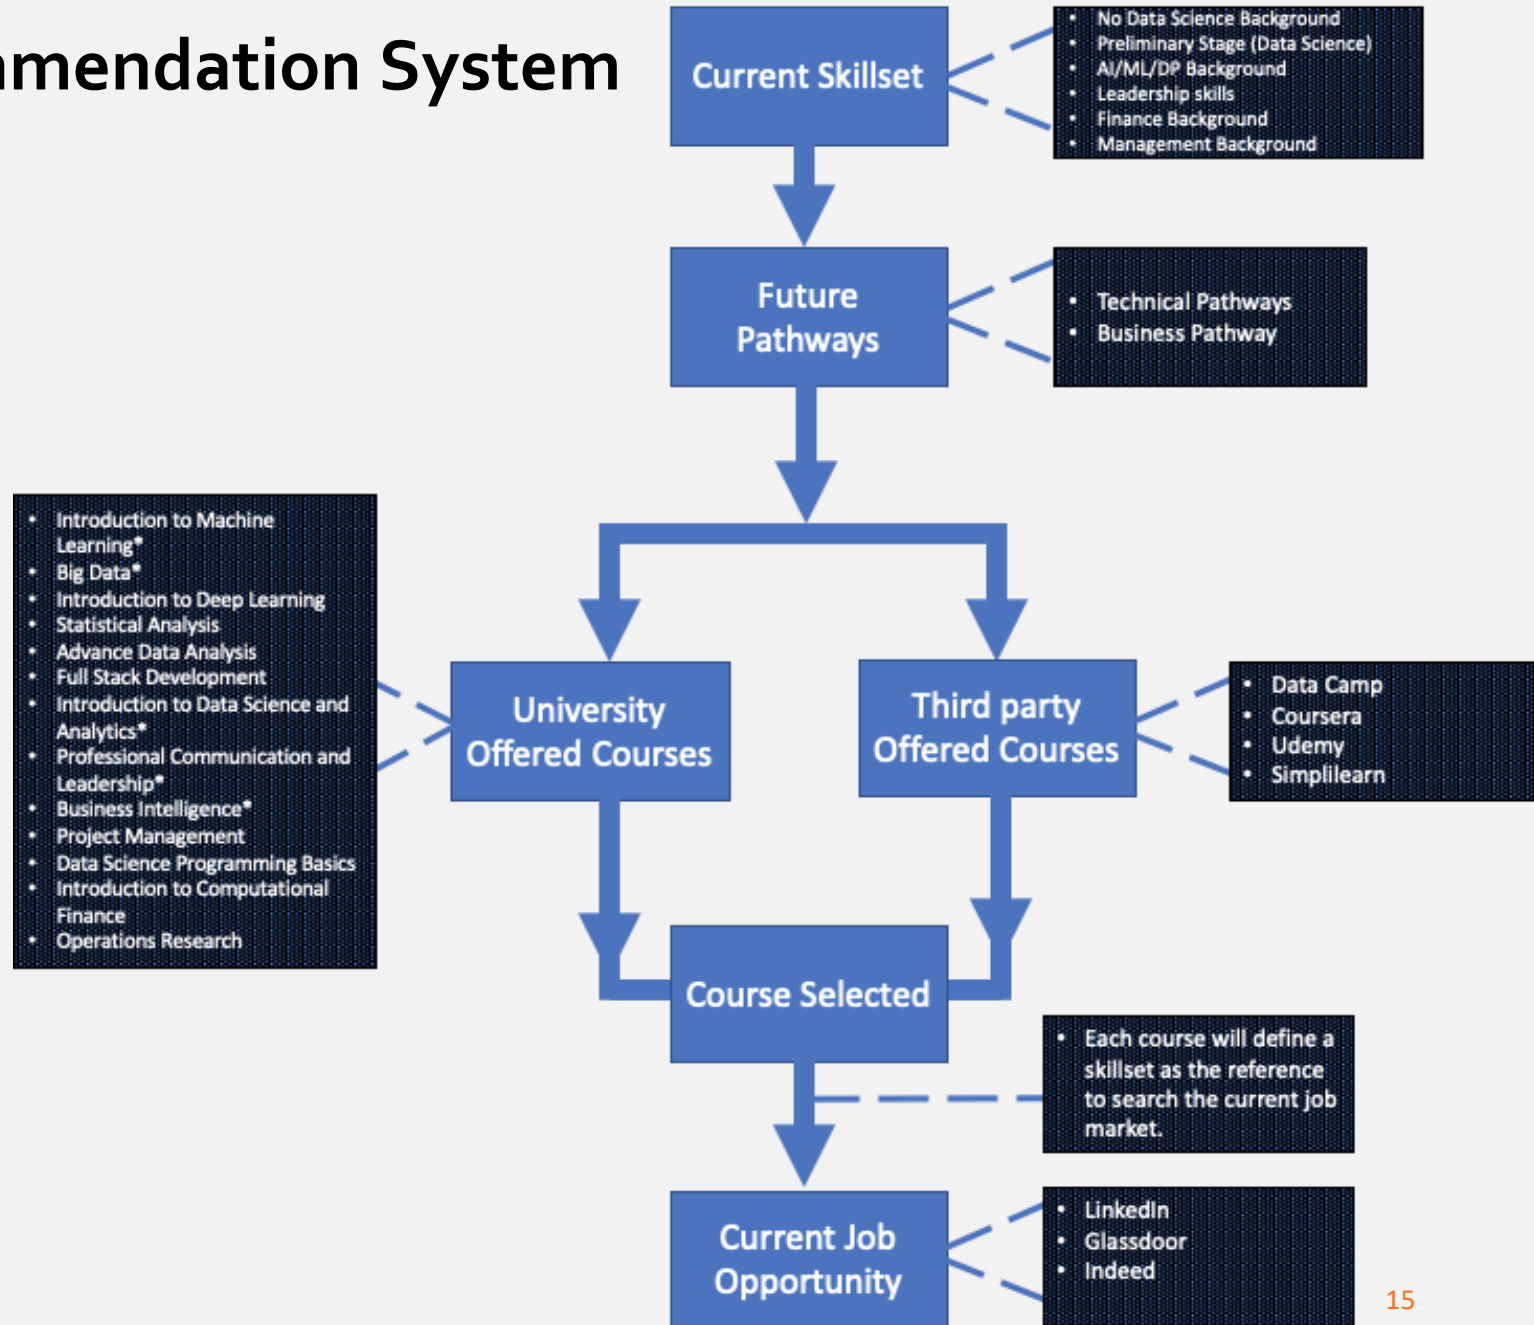 mmendation System
Current Skillset
• No Data Science Background
• Preliminary Stage (Data Science)
• AI/ML/DP Background
• Leadership skills
• Finance Background
• Management Background
Future
Pathways
• Technical Pathways
• Business Pathway
• Introduction to Machine
Learning*
• Big Data*
• Introduction to Deep Learning
• Statistical Analysis
• Advance Data Analysis
• Full Stack Development
• Introduction to Data Science and
Analytics*
• Professional Communication and
Leadership*
• Business Intelligence*
• Project Management
• Data Science Programming Basics
• Introduction to Computational
Finance
• Operations Research
University
Offered Courses
Third party
Offered Courses
• Data Camp
• Coursera
• Udemy
• Simplilearn
Course Selected
• Each course will define a
skillset as the reference
to search the current job
market.
Current Job
Opportunity
• LinkedIn
• Glassdoor
• Indeed
15